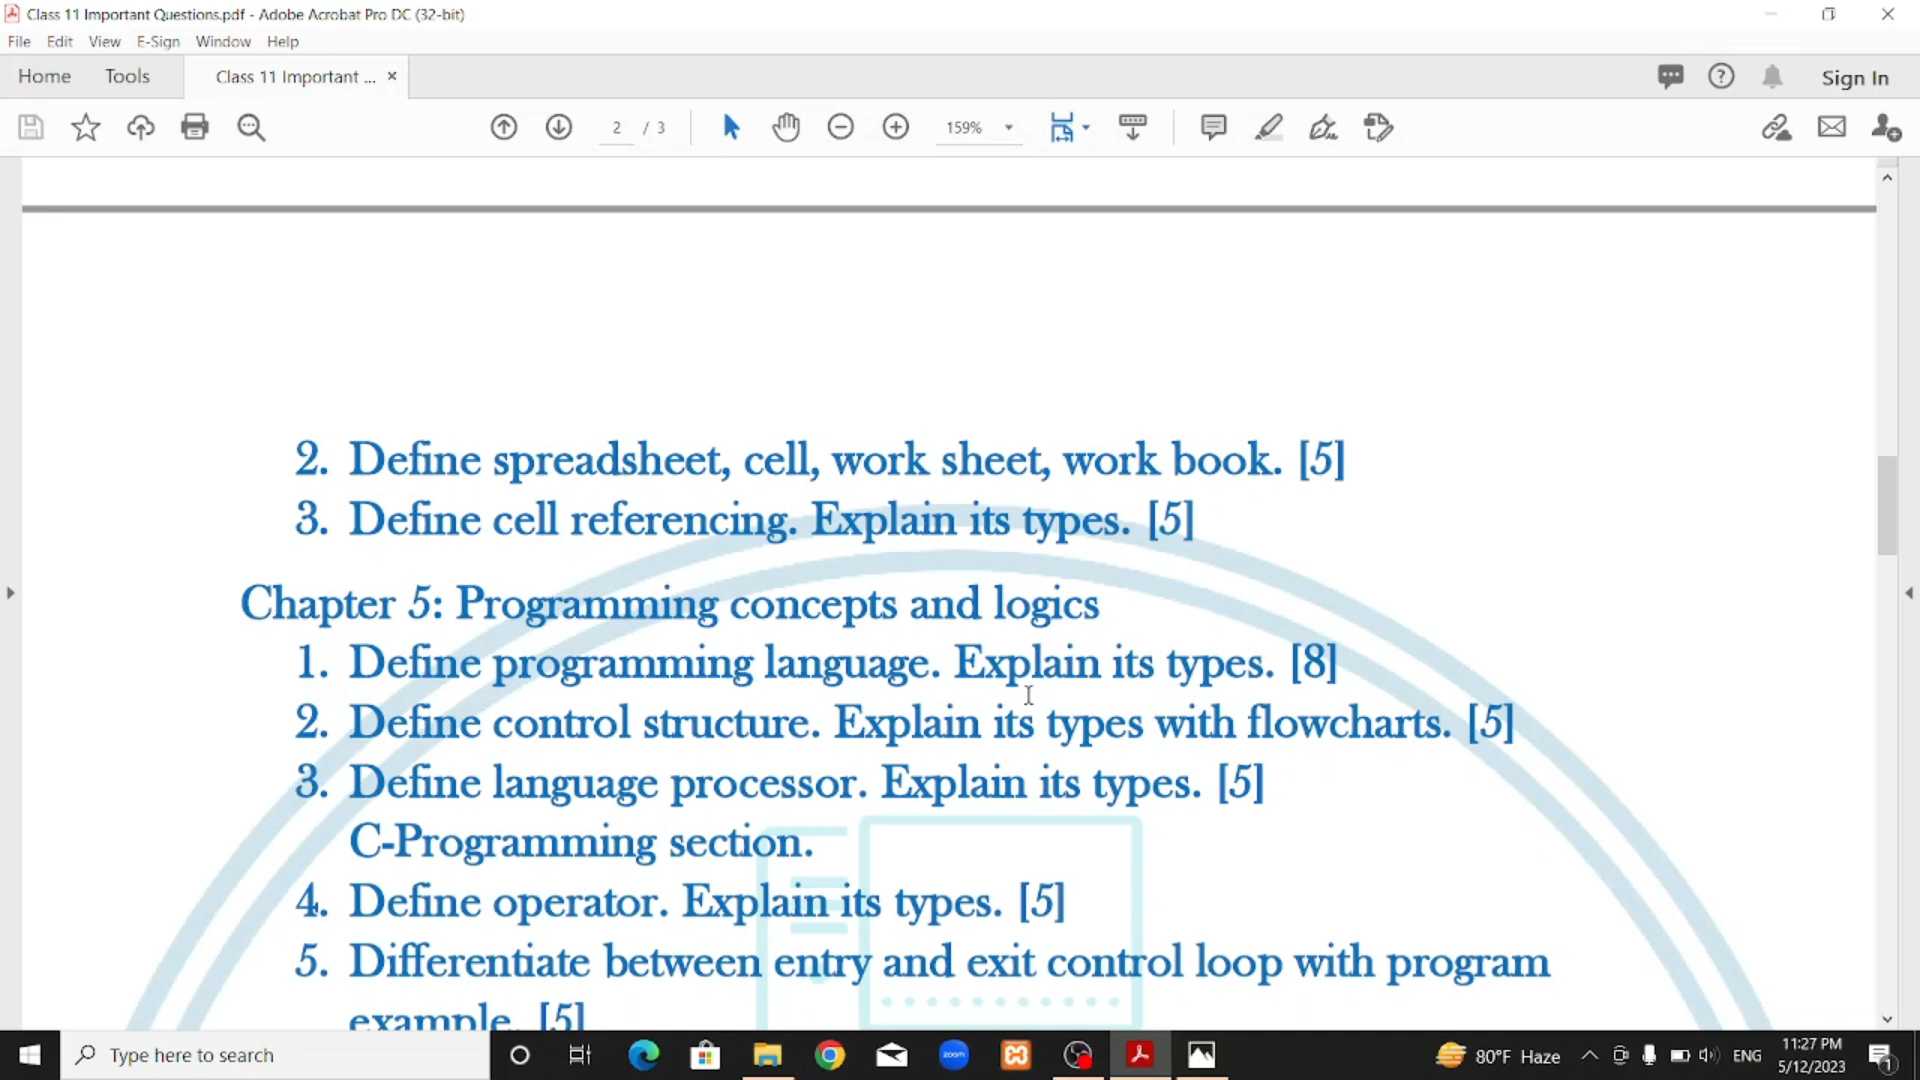 Class 11 Important Questions.pdf - Adobe Acrobat Pro DC (32-bit)
File Edit View E-Sign Window Help
Home Tools Class 11 Important ... × Sign In
2 / 3 159%
2. Define spreadsheet, cell, work sheet, work book. [5]
3. Define cell referencing. Explain its types. [5]
Chapter 5: Programming concepts and logics
1. Define programming language. Explain its types. [8]
2. Define control structure. Explain its types with flowcharts. [5]
3. Define language processor. Explain its types. [5]
C-Programming section.
4. Define operator. Explain its types. [5]
5. Differentiate between entry and exit control loop with program
example. [5]
Type here to search zoom 80°F Haze ENG 11:27 PM
5/12/2023 1